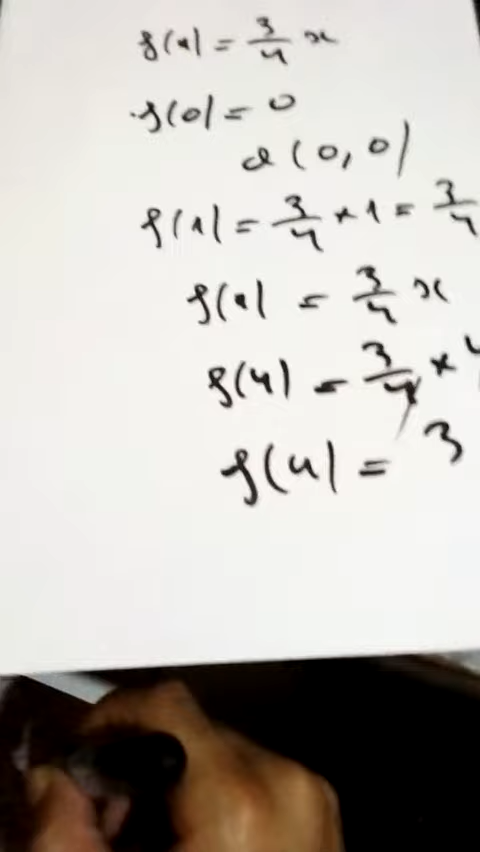 f(x) = 3/4 x
f(0) = 0
d (0,0)
f(1) = 3/4 × 1 = 3/4
f(x) = 3/4 x
f(4) = 3/4 × 4
f(4) = 3